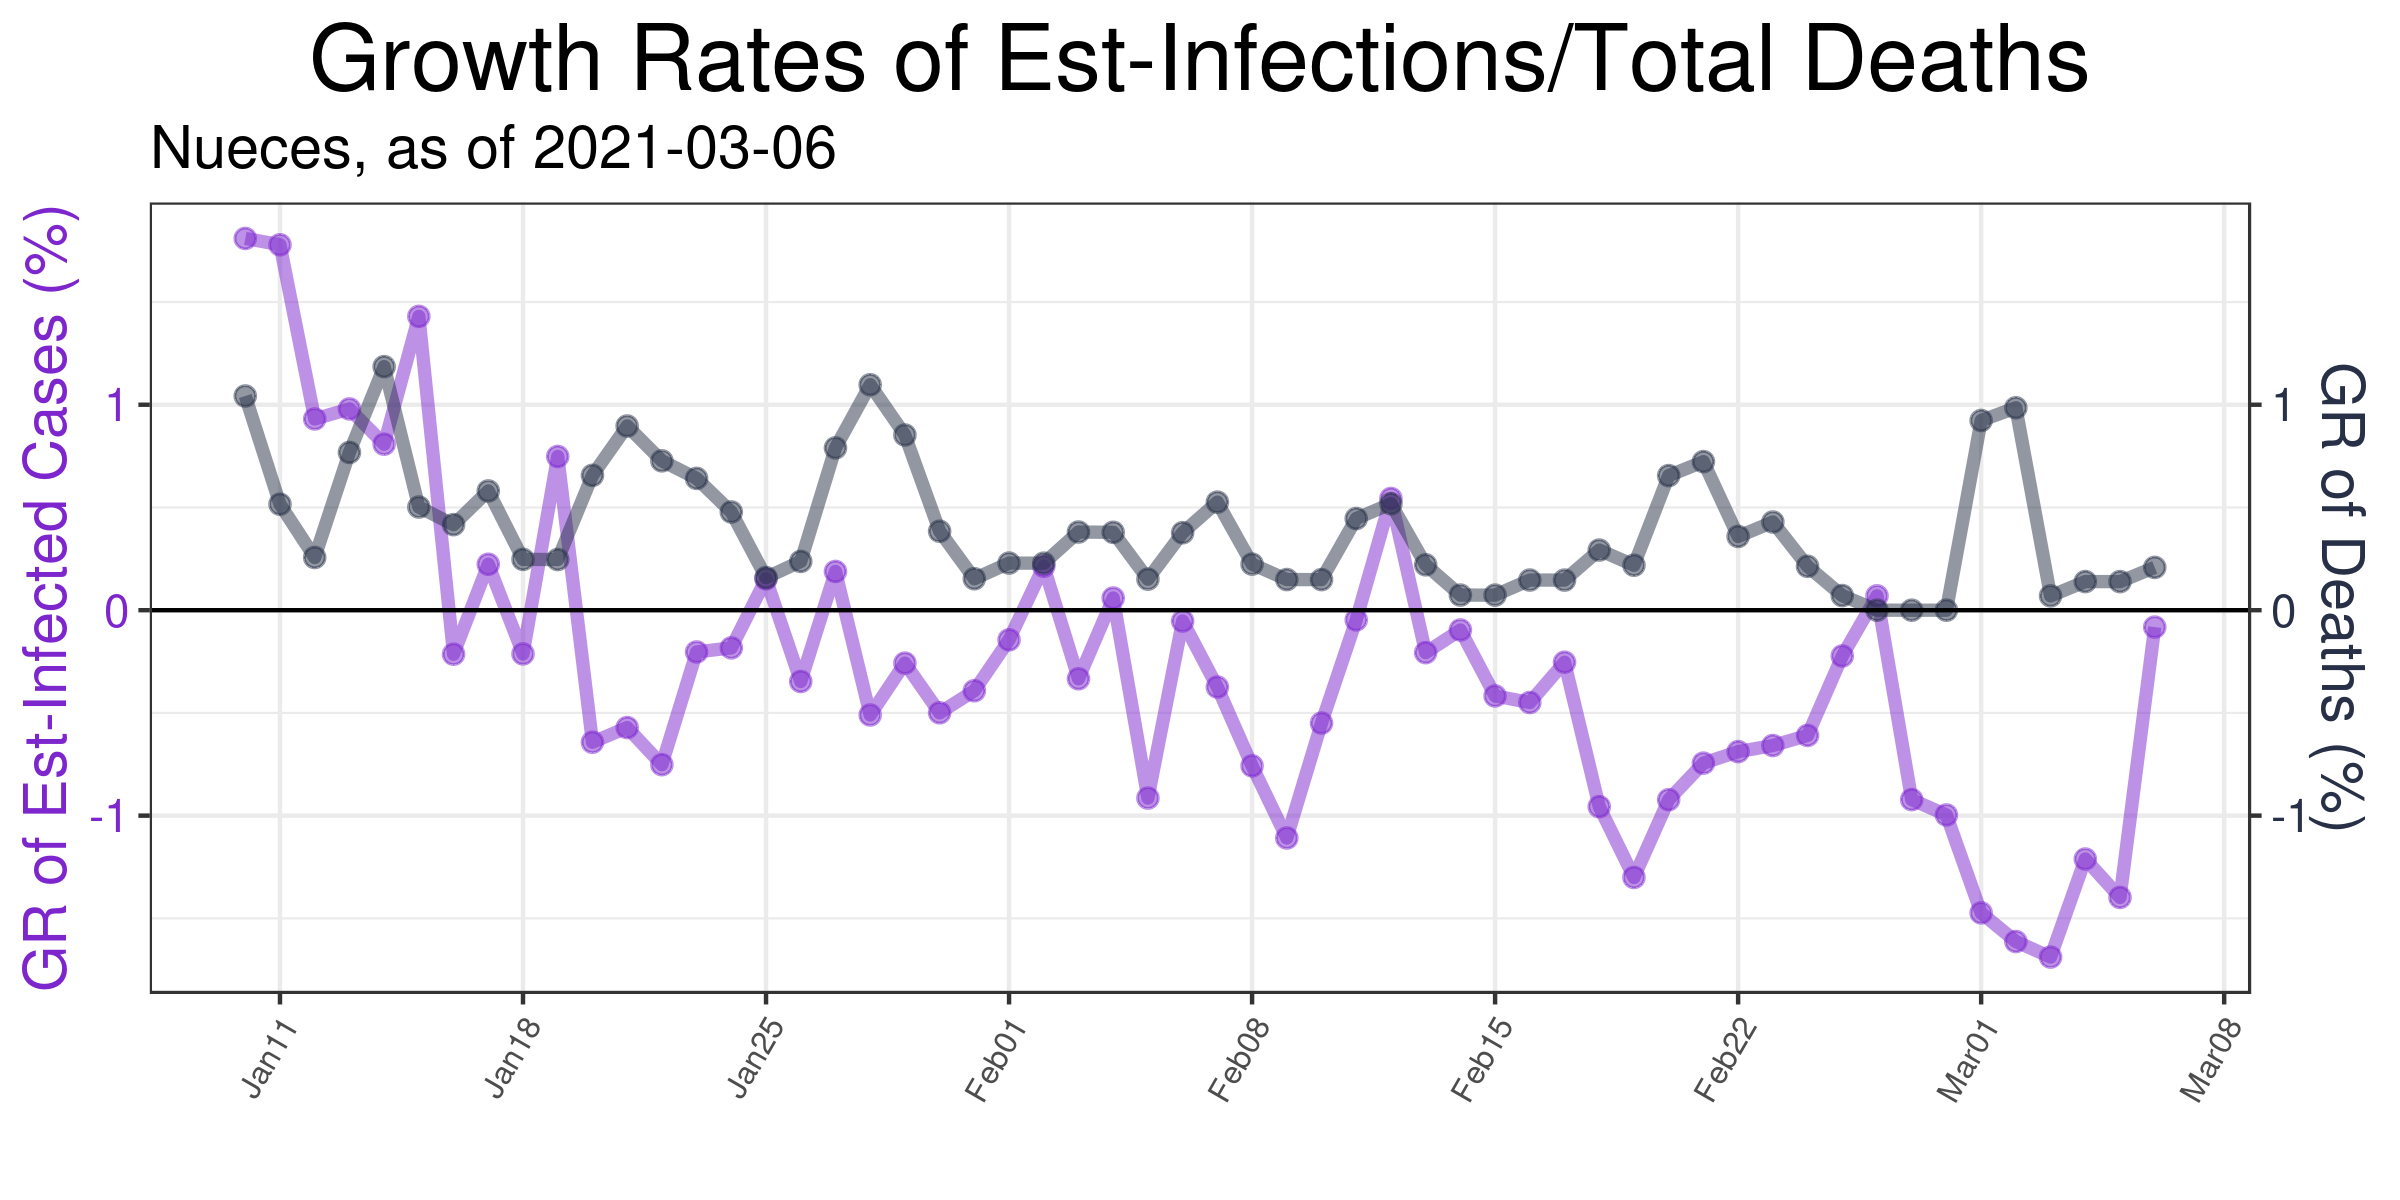 Growth Rates of Est-Infections/Total Deaths
Nueces, as of 2021-03-06
GR of Est-Infected Cases (%)
1
0
-1
1
0
-1
GR of Deaths (%)
Jan11
Jan18
Jan25
Feb01
Feb08
Feb15
Feb22
Mar01
Mar08